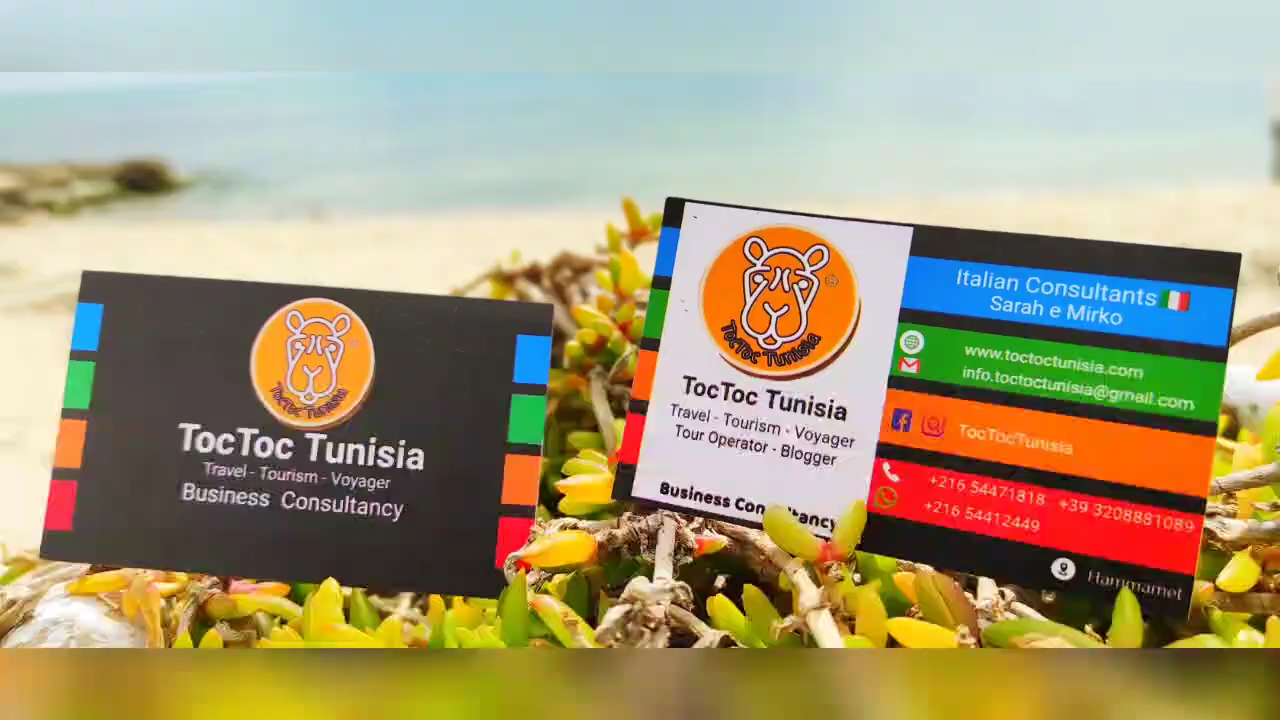 TocToc Tunisia
TocToc Tunisia
Travel - Tourism - Voyager
Business Consultancy
TocToc Tunisia
TocToc Tunisia
Travel - Tourism - Voyager
Tour Operator - Blogger
Business Consultancy
Italian Consultants
Sarah e Mirko
www.toctoctunisia.com
info.toctoctunisia@gmail.com
TocTocTunisia
+216 54471818 +39 3208881089
+216 54412449
Hammamet